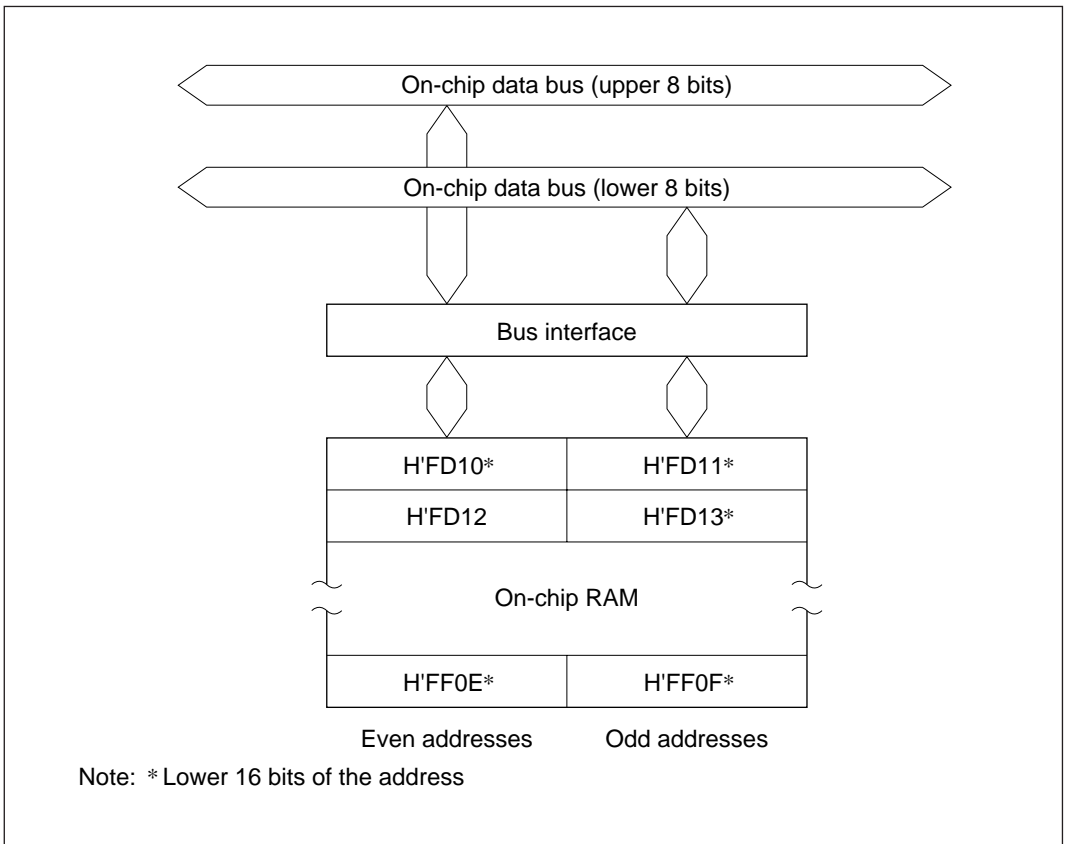 On-chip data bus (upper 8 bits)
On-chip data bus (lower 8 bits)
Bus interface
H'FD10* H'FD11*
H'FD12 H'FD13*
On-chip RAM
H'FF0E* H'FF0F*
Even addresses Odd addresses
Note: * Lower 16 bits of the address